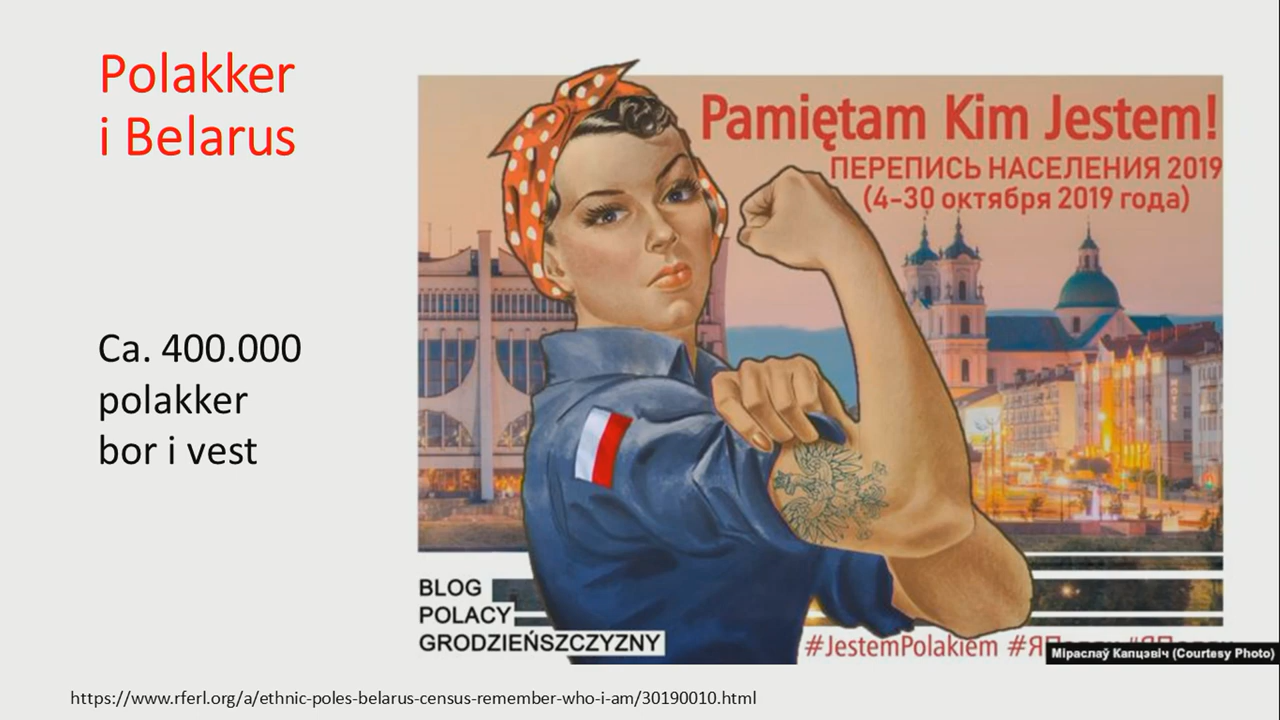 Polakker
i Belarus
Ca. 400.000
polakker
bor i vest
Pamiętam Kim Jestem!
ПЕРЕПИСЬ НАСЕЛЕНИЯ 2019
(4-30 октября 2019 года)
BLOG
POLACY
GRODZIEŃSZCZYZNY
#JestemPolakiem
Міраслаў Капцэвіч (Courtesy Photo)
https://www.rferl.org/a/ethnic-poles-belarus-census-remember-who-i-am/30190010.html